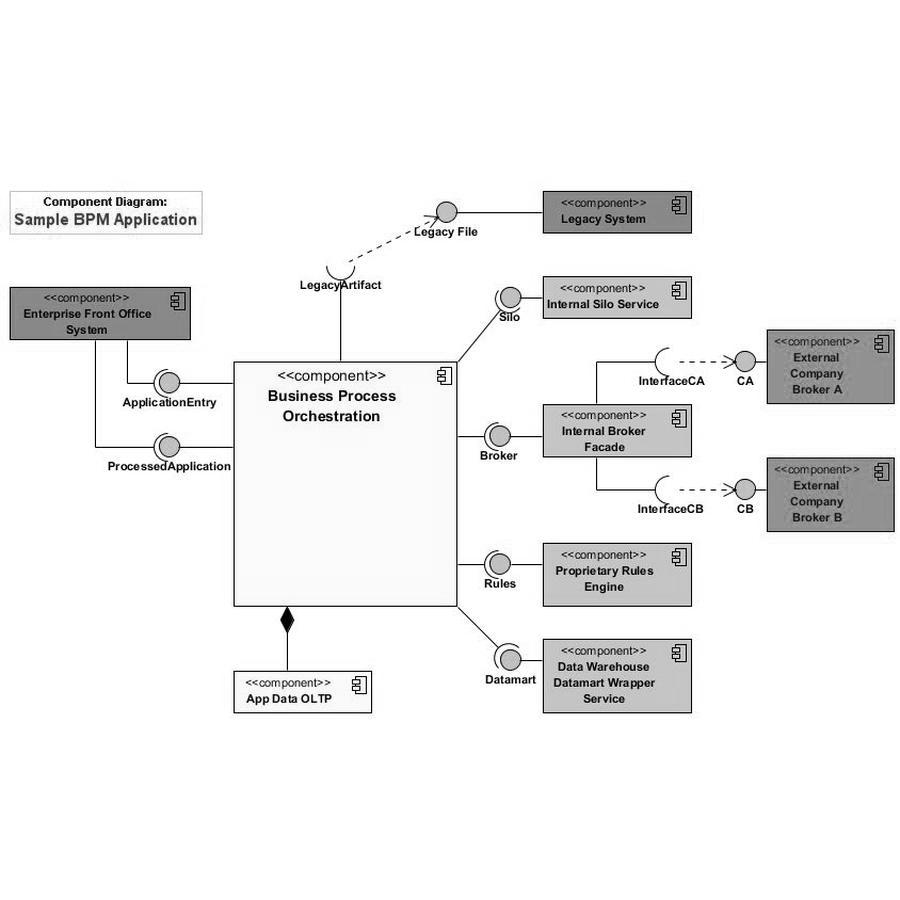 Component Diagram:
Sample BPM Application
<<component>>
Legacy System
Legacy File
LegacyArtifact
<<component>>
Enterprise Front Office
System
<<component>>
Internal Silo Service
Silo
<<component>>
Business Process
Orchestration
ApplicationEntry
ProcessedApplication
InterfaceCA
CA
<<component>>
External
Company
Broker A
<<component>>
Internal Broker
Facade
Broker
InterfaceCB
CB
<<component>>
External
Company
Broker B
<<component>>
Proprietary Rules
Engine
Rules
<<component>>
Data Warehouse
Datamart Wrapper
Service
Datamart
<<component>>
App Data OLTP